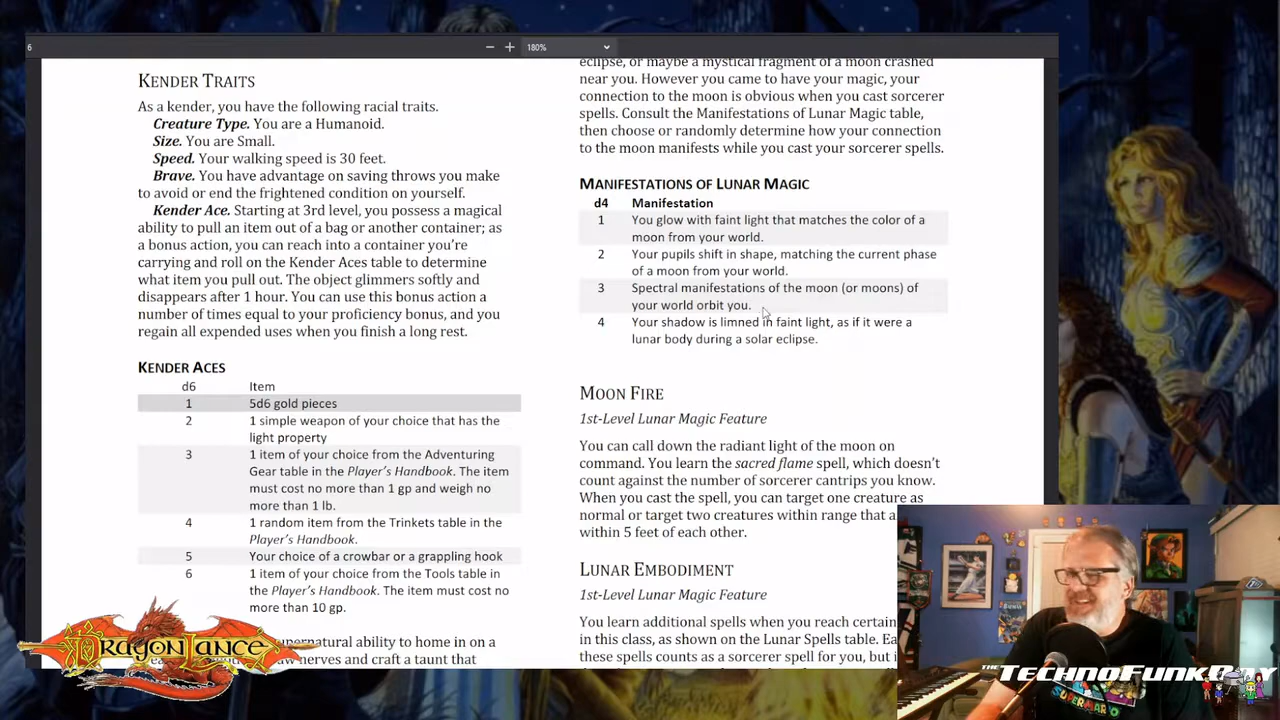 6
180%
KENDER TRAITS
As a kender, you have the following racial traits.
Creature Type. You are a Humanoid.
Size. You are Small.
Speed. Your walking speed is 30 feet.
Brave. You have advantage on saving throws you make
to avoid or end the frightened condition on yourself.
Kender Ace. Starting at 3rd level, you possess a magical
ability to pull an item out of a bag or another container; as
a bonus action, you can reach into a container you're
carrying and roll on the Kender Aces table to determine
what item you pull out. The object glimmers softly and
disappears after 1 hour. You can use this bonus action a
number of times equal to your proficiency bonus, and you
regain all expended uses when you finish a long rest.
KENDER ACES
d6 Item
1 5d6 gold pieces
2 1 simple weapon of your choice that has the
light property
3 1 item of your choice from the Adventuring
Gear table in the Player's Handbook. The item
must cost no more than 1 gp and weigh no
more than 1 lb.
4 1 random item from the Trinkets table in the
Player's Handbook.
5 Your choice of a crowbar or a grappling hook
6 1 item of your choice from the Tools table in
the Player's Handbook. The item must cost no
more than 10 gp.
ability to home in on a
nerves and craft a taunt that
eclipse, or maybe a mystical fragment of a moon crashed
near you. However you came to have your magic, your
connection to the moon is obvious when you cast sorcerer
spells. Consult the Manifestations of Lunar Magic table,
then choose or randomly determine how your connection
to the moon manifests while you cast your sorcerer spells.
MANIFESTATIONS OF LUNAR MAGIC
d4 Manifestation
1 You glow with faint light that matches the color of a
moon from your world.
2 Your pupils shift in shape, matching the current phase
of a moon from your world.
3 Spectral manifestations of the moon (or moons) of
your world orbit you.
4 Your shadow is limned in faint light, as if it were a
lunar body during a solar eclipse.
MOON FIRE
1st-Level Lunar Magic Feature
You can call down the radiant light of the moon on
command. You learn the sacred flame spell, which doesn't
count against the number of sorcerer cantrips you know.
When you cast the spell, you can target one creature as
normal or target two creatures within range that a
within 5 feet of each other.
LUNAR EMBODIMENT
1st-Level Lunar Magic Feature
You learn additional spells when you reach certain
in this class, as shown on the Lunar Spells table. Ea
these spells counts as a sorcerer spell for you, but i
DRAGONLANCE
THE TECHNOFUNKBOY
SUPER MARIO